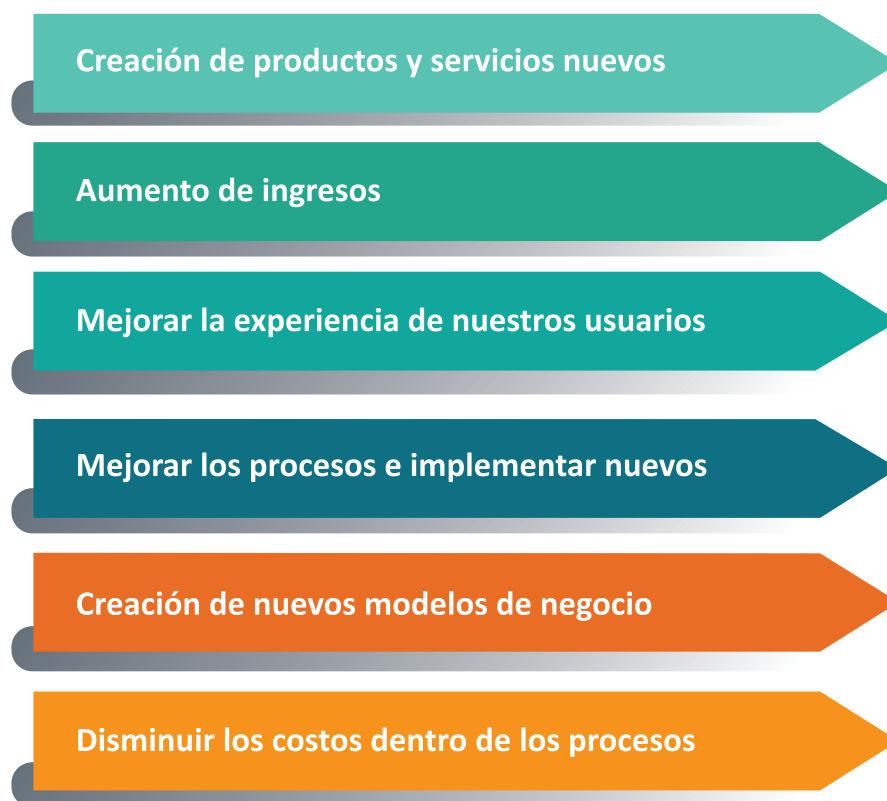 Creación de productos y servicios nuevos
Aumento de ingresos
Mejorar la experiencia de nuestros usuarios
Mejorar los procesos e implementar nuevos
Creación de nuevos modelos de negocio
Disminuir los costos dentro de los procesos